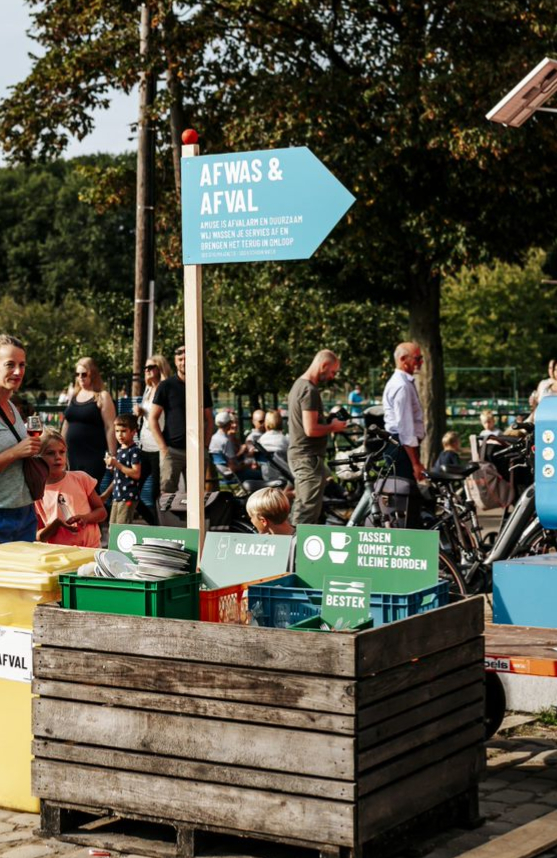 AFWAS &
AFVAL
AMUSE IS AFVALARM EN DUURZAAM
WIJ WASSEN JE SERVIES AF EN
BRENGEN HET TERUG IN OMLOOP
GLAZEN
TASSEN
KOMMETJES
KLEINE BORDEN
BESTEK
AFVAL
oels